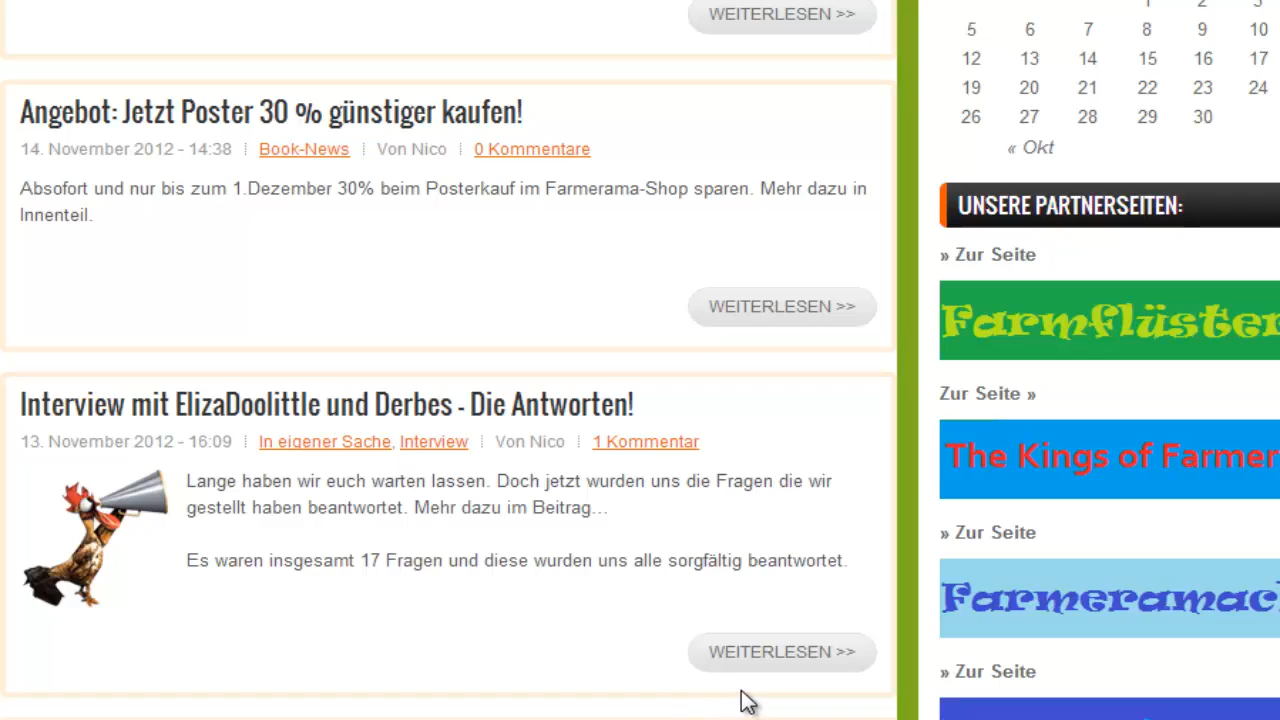 WEITERLESEN >>
Angebot: Jetzt Poster 30 % günstiger kaufen!
14. November 2012 - 14:38 Book-News Von Nico 0 Kommentare
Absofort und nur bis zum 1.Dezember 30% beim Posterkauf im Farmerama-Shop sparen. Mehr dazu in
Innenteil.
WEITERLESEN >>
Interview mit ElizaDoolittle und Derbes - Die Antworten!
13. November 2012 - 16:09 In eigener Sache, Interview Von Nico 1 Kommentar
Lange haben wir euch warten lassen. Doch jetzt wurden uns die Fragen die wir
gestellt haben beantwortet. Mehr dazu im Beitrag...
Es waren insgesamt 17 Fragen und diese wurden uns alle sorgfältig beantwortet.
WEITERLESEN >>
5 6 7 8 9 10
12 13 14 15 16 17
19 20 21 22 23 24
26 27 28 29 30
« Okt
UNSERE PARTNERSEITEN:
» Zur Seite
Farmflüster
Zur Seite »
The Kings of Farmer
» Zur Seite
Farmeramac
» Zur Seite